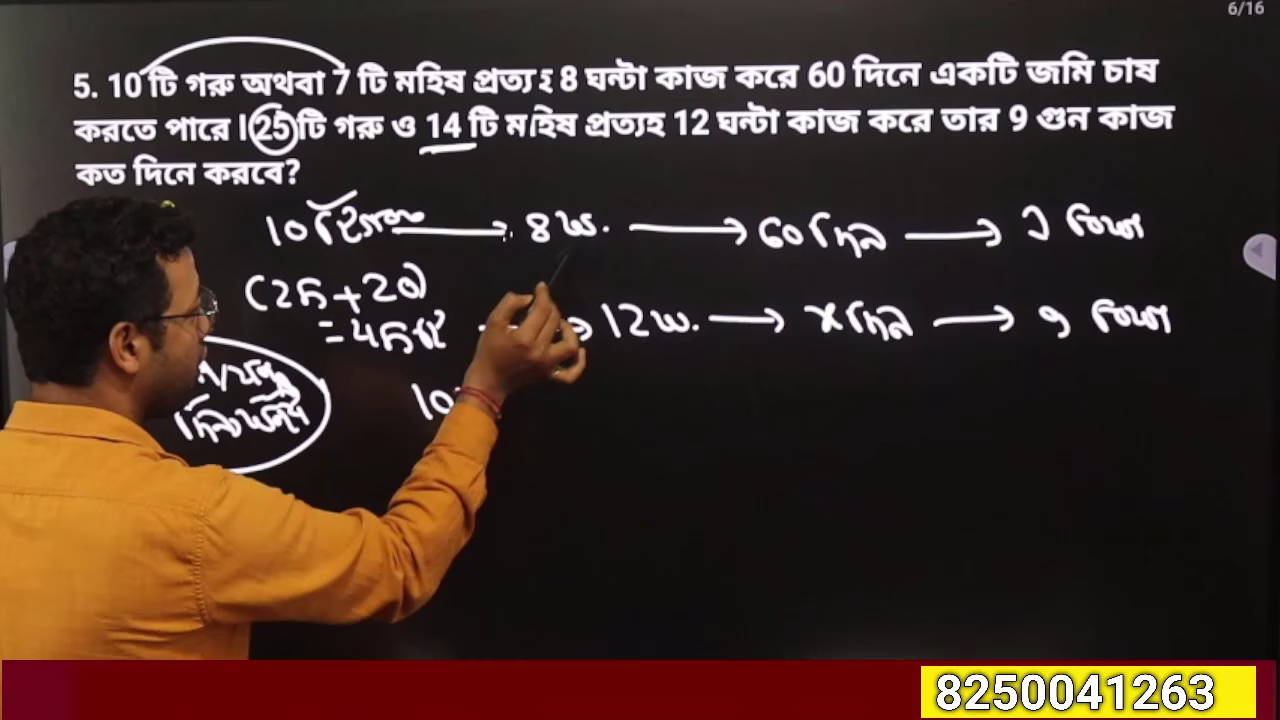 6/16
5. 10 টি গরু অথবা 7 টি মহিষ প্রত্যহ 8 ঘন্টা কাজ করে 60 দিনে একটি জমি চাষ
করতে পারে । 25 টি গরু ও 14 টি মহিষ প্রত্যহ 12 ঘন্টা কাজ করে তার 9 গুন কাজ
কত দিনে করবে?
10 টি গরু → 8 ঘ. → 60 দিন → 1
(25+20)
=45 টি → 12 ঘ. → x দিন → 9
10
8250041263